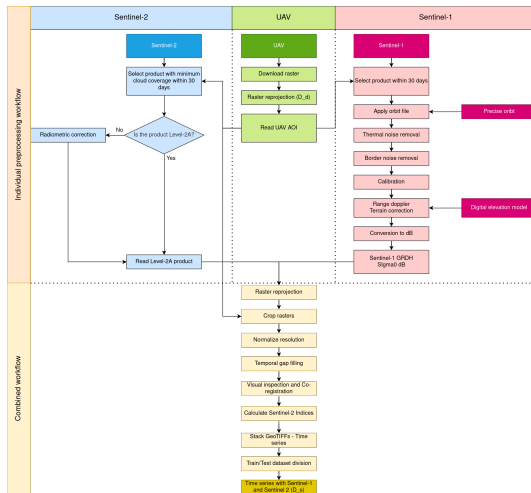 Sentinel-2
UAV
Sentinel-1
Individual preprocessing workflow
Combined workflow
Sentinel-2
UAV
Sentinel-1
Select product with minimum
cloud coverage within 30
days
Download raster
Select product within 30 days
Raster reprojection (D_d)
Apply orbit file
Precise orbit
Read UAV AOI
Is the product Level-2A?
No
Yes
Radiometric correction
Thermal noise removal
Border noise removal
Calibration
Range doppler
Terrain correction
Digital elevation model
Conversion to dB
Read Level-2A product
Sentinel-1 GRDH
SIgma0 dB
Raster reprojection
Crop rasters
Normalize resolution
Temporal gap filling
Visual inspection and Co-
registration
Calculate Sentinel-2 Indices
Stack GeoTIFFs - Time
series
Train/Test dataset division
Time series with Sentinel-1
and Sentinel 2 (D_s)